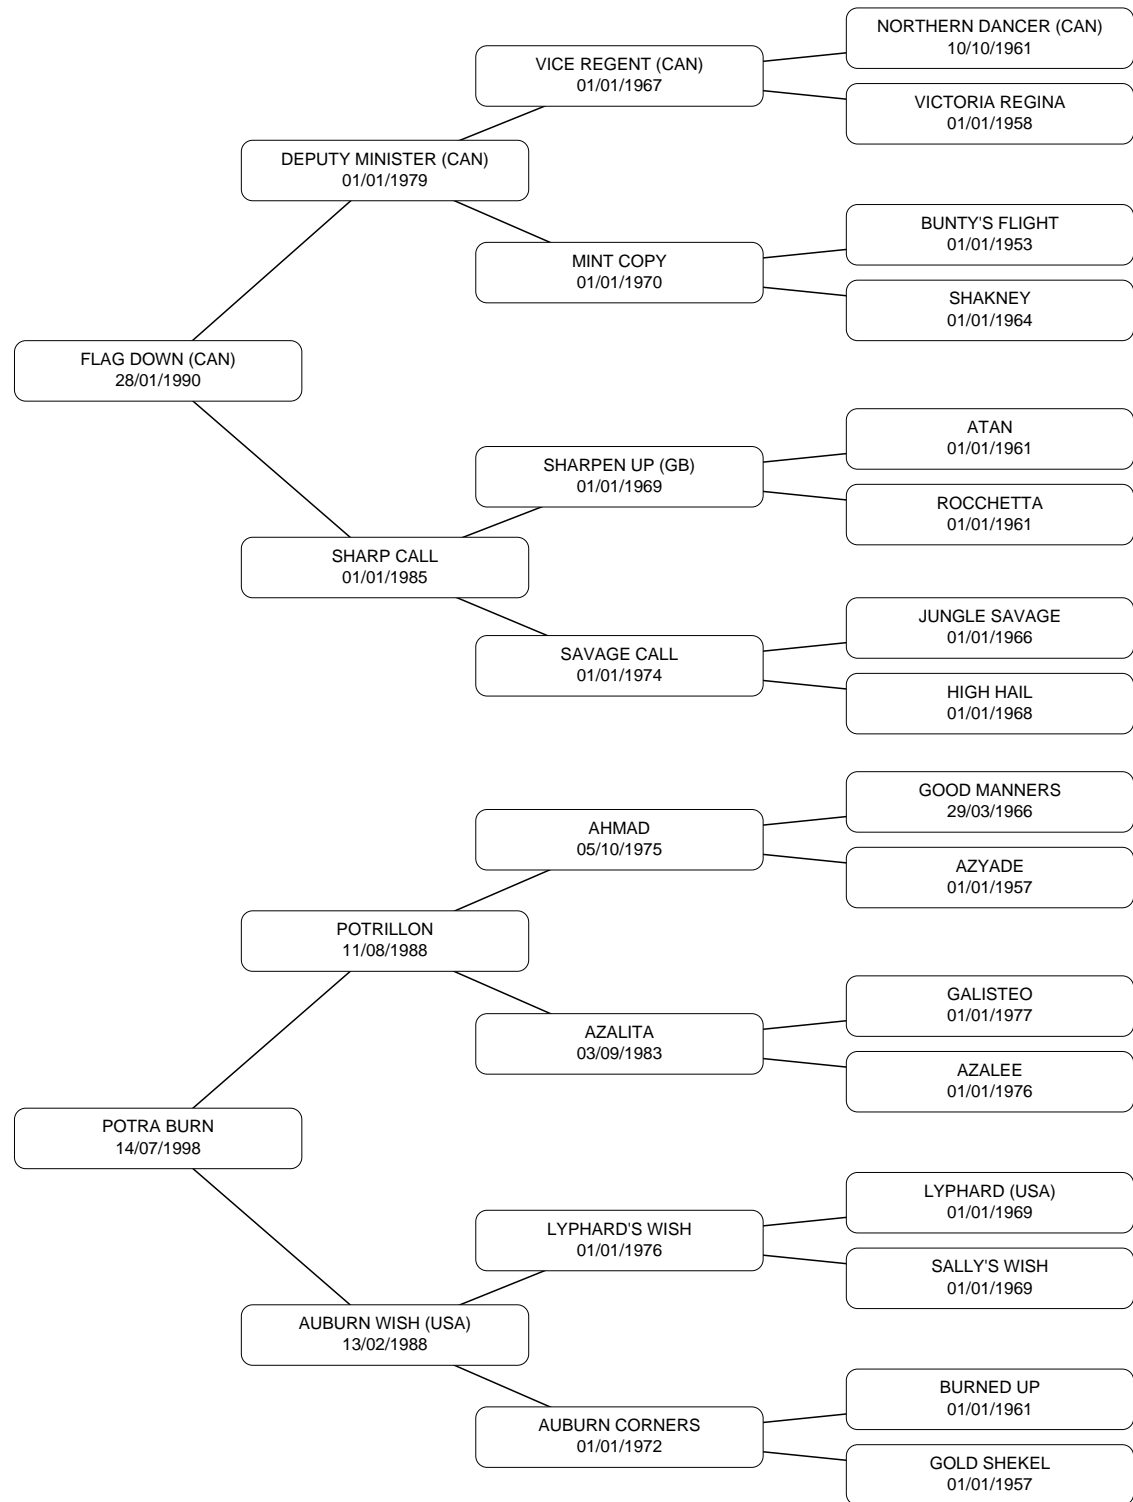 NORTHERN DANCER (CAN)
10/10/1961
VICE REGENT (CAN)
01/01/1967
VICTORIA REGINA
01/01/1958
DEPUTY MINISTER (CAN)
01/01/1979
BUNTY'S FLIGHT
01/01/1953
MINT COPY
01/01/1970
SHAKNEY
01/01/1964
FLAG DOWN (CAN)
28/01/1990
ATAN
01/01/1961
SHARPEN UP (GB)
01/01/1969
ROCCHETTA
01/01/1961
SHARP CALL
01/01/1985
JUNGLE SAVAGE
01/01/1966
SAVAGE CALL
01/01/1974
HIGH HAIL
01/01/1968
GOOD MANNERS
29/03/1966
AHMAD
05/10/1975
AZYADE
01/01/1957
POTRILLON
11/08/1988
GALISTEO
01/01/1977
AZALITA
03/09/1983
AZALEE
01/01/1976
POTRA BURN
14/07/1998
LYPHARD (USA)
01/01/1969
LYPHARD'S WISH
01/01/1976
SALLY'S WISH
01/01/1969
AUBURN WISH (USA)
13/02/1988
BURNED UP
01/01/1961
AUBURN CORNERS
01/01/1972
GOLD SHEKEL
01/01/1957